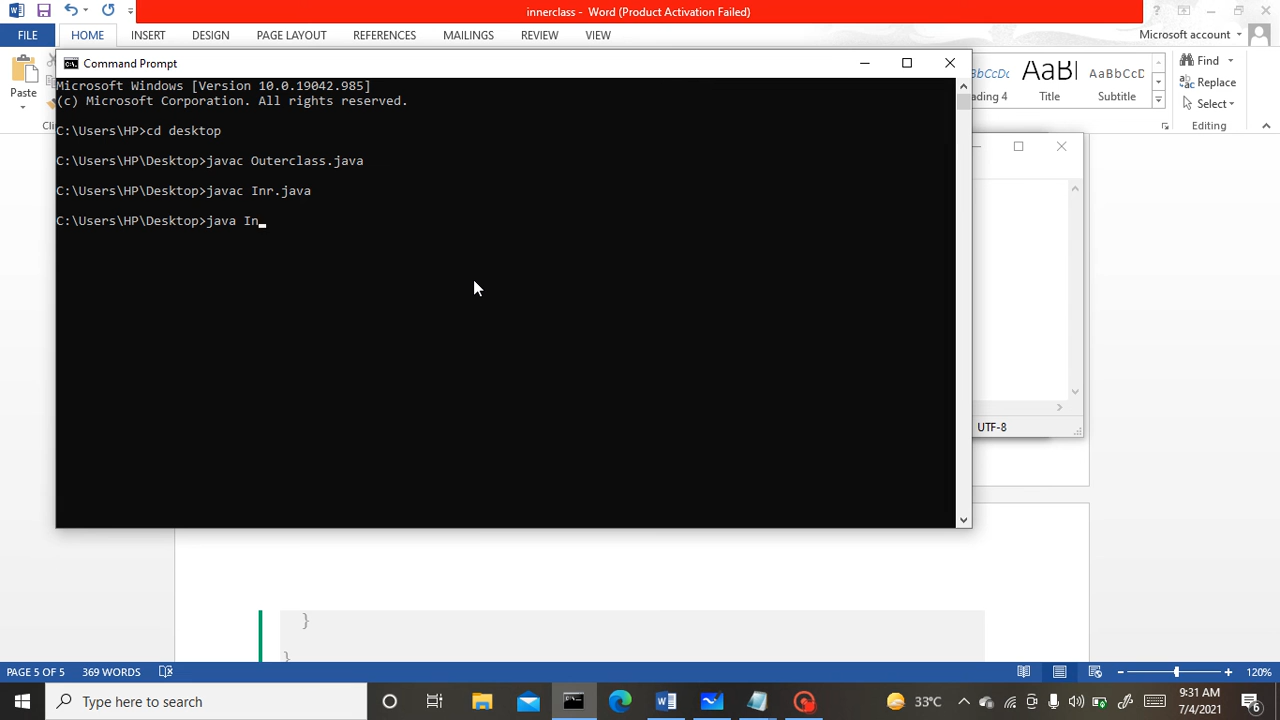 innerclass - Word (Product Activation Failed)
FILE HOME INSERT DESIGN PAGE LAYOUT REFERENCES MAILINGS REVIEW VIEW Microsoft account
Command Prompt
Paste
Title
Subtitle
Find
Replace
Select
Editing
Microsoft Windows [Version 10.0.19042.985]
(c) Microsoft Corporation. All rights reserved.
C:\Users\HP>cd desktop
C:\Users\HP\Desktop>javac Outerclass.java
C:\Users\HP\Desktop>javac Inr.java
C:\Users\HP\Desktop>java In_
UTF-8
}
}
PAGE 5 OF 5 369 WORDS 120%
Type here to search
33°C
9:31 AM
7/4/2021
6